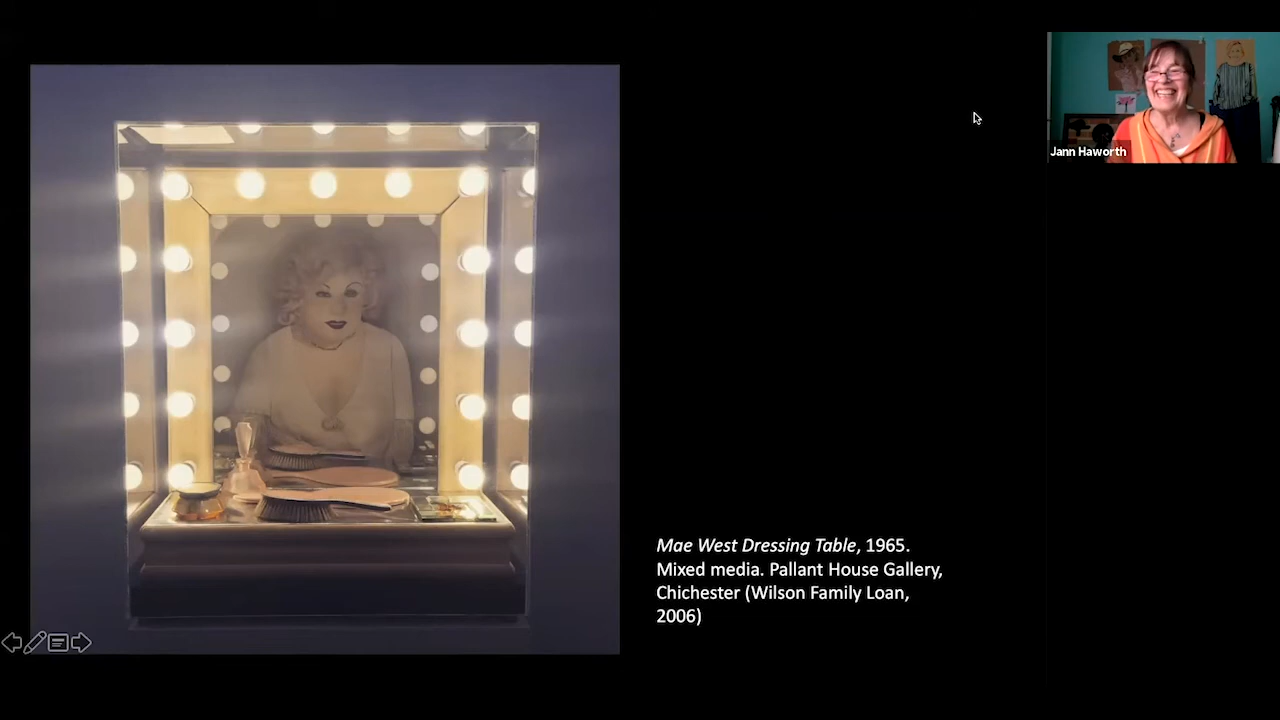 Jann Haworth
Mae West Dressing Table, 1965.
Mixed media. Pallant House Gallery,
Chichester (Wilson Family Loan,
2006)